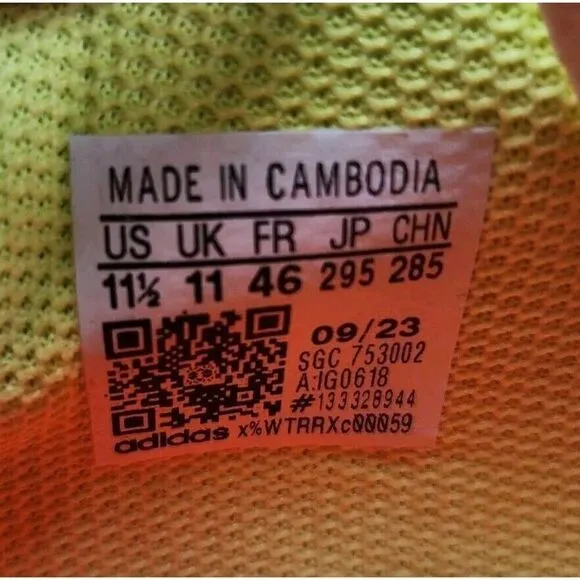 MADE IN CAMBODIA
US UK FR JP CHN
11½ 11 46 295 285
09/23
SGC 753002
A:IG0618
#133328944
adidas x%WTRRXc00059